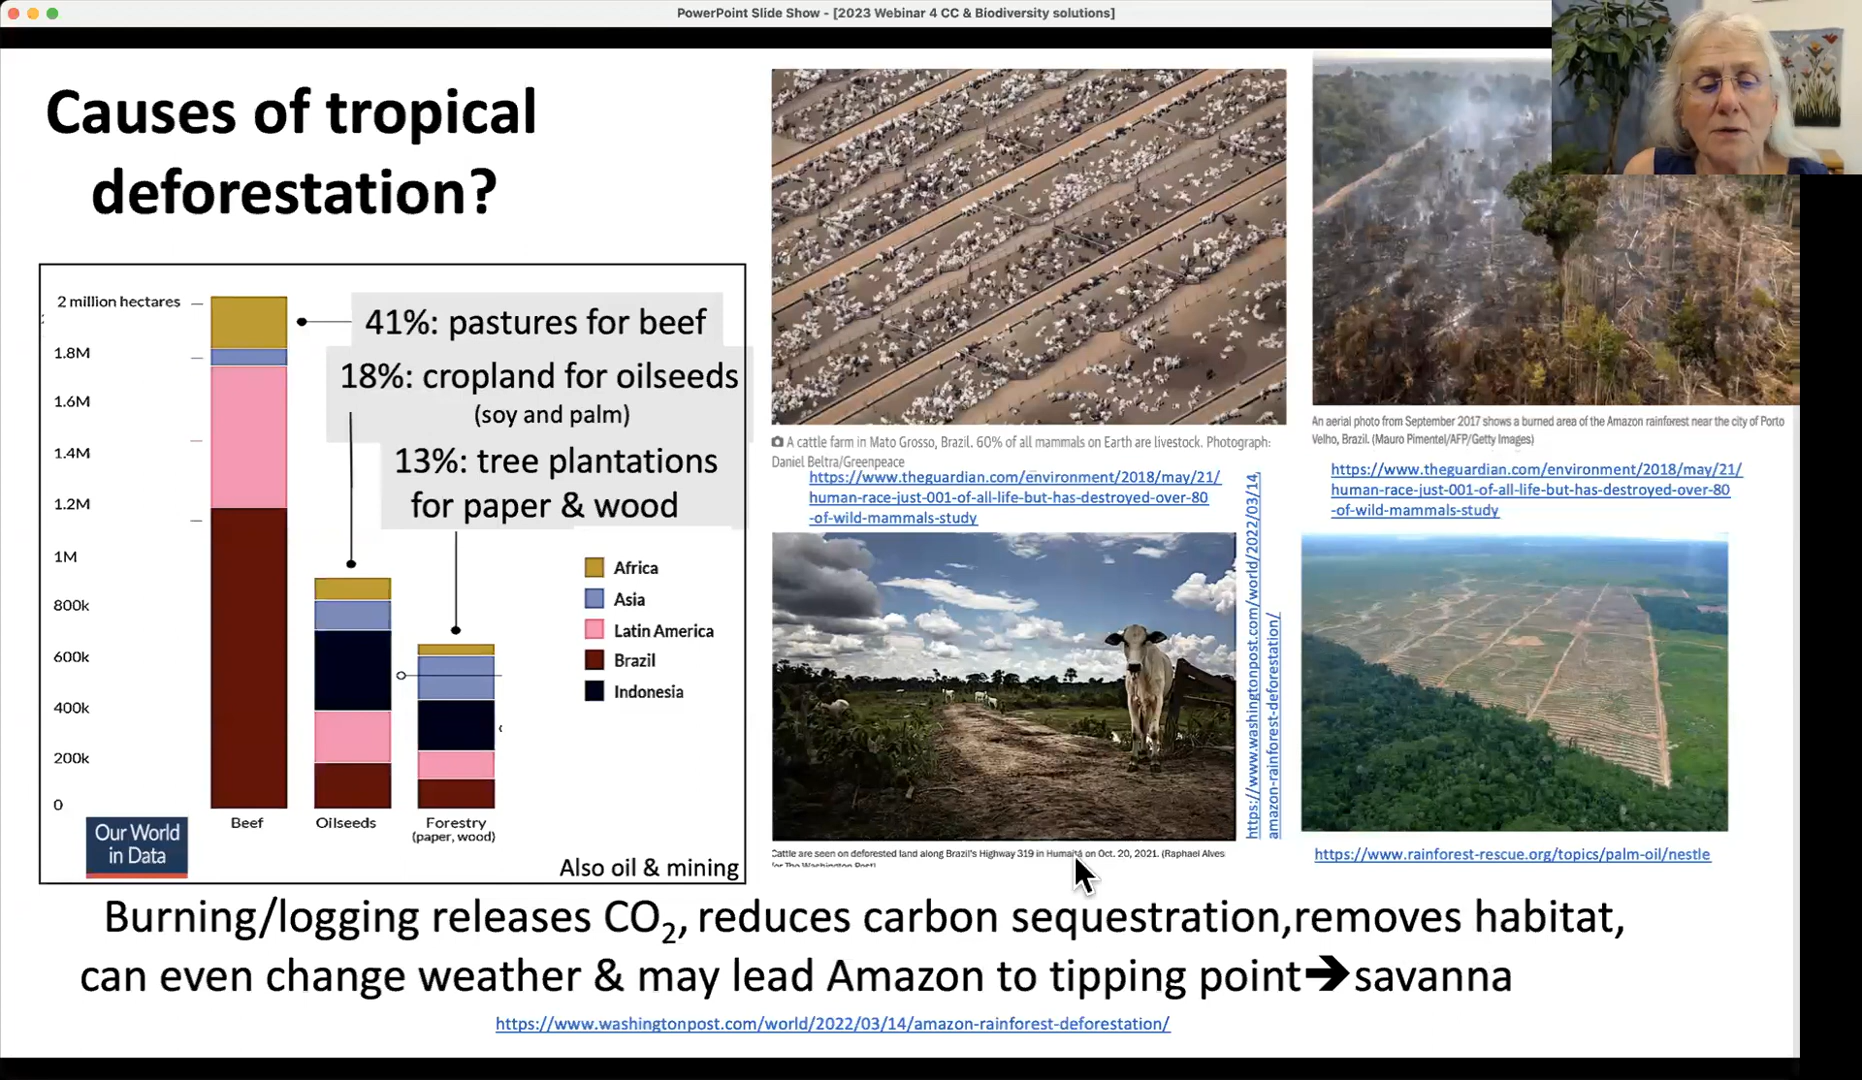 PowerPoint Slide Show - [2023 Webinar 4 CC & Biodiversity solutions]
Causes of tropical
deforestation?
2 million hectares
1.8M
1.6M
1.4M
1.2M
1M
800k
600k
400k
200k
0
41%: pastures for beef
18%: cropland for oilseeds
(soy and palm)
13%: tree plantations
for paper & wood
Africa
Asia
Latin America
Brazil
Indonesia
Beef
Oilseeds
Forestry
(paper, wood)
Our World
in Data
Also oil & mining
A cattle farm in Mato Grosso, Brazil. 60% of all mammals on Earth are livestock. Photograph:
Daniel Beltra/Greenpeace
https://www.theguardian.com/environment/2018/may/21/
human-race-just-001-of-all-life-but-has-destroyed-over-80
-of-wild-mammals-study
An aerial photo from September 2017 shows a burned area of the Amazon rainforest near the city of Porto
Velho, Brazil. (Mauro Pimentel/AFP/Getty Images)
https://www.theguardian.com/environment/2018/may/21/
human-race-just-001-of-all-life-but-has-destroyed-over-80
-of-wild-mammals-study
Cattle are seen on deforested land along Brazil's Highway 319 in Humaitá on Oct. 20, 2021. (Raphael Alves
for The Washington Post)
https://www.washingtonpost.com/world/2022/03/14,
amazon-rainforest-deforestation/
https://www.rainforest-rescue.org/topics/palm-oil/nestle
Burning/logging releases CO₂, reduces carbon sequestration,removes habitat,
can even change weather & may lead Amazon to tipping point➔savanna
https://www.washingtonpost.com/world/2022/03/14/amazon-rainforest-deforestation/